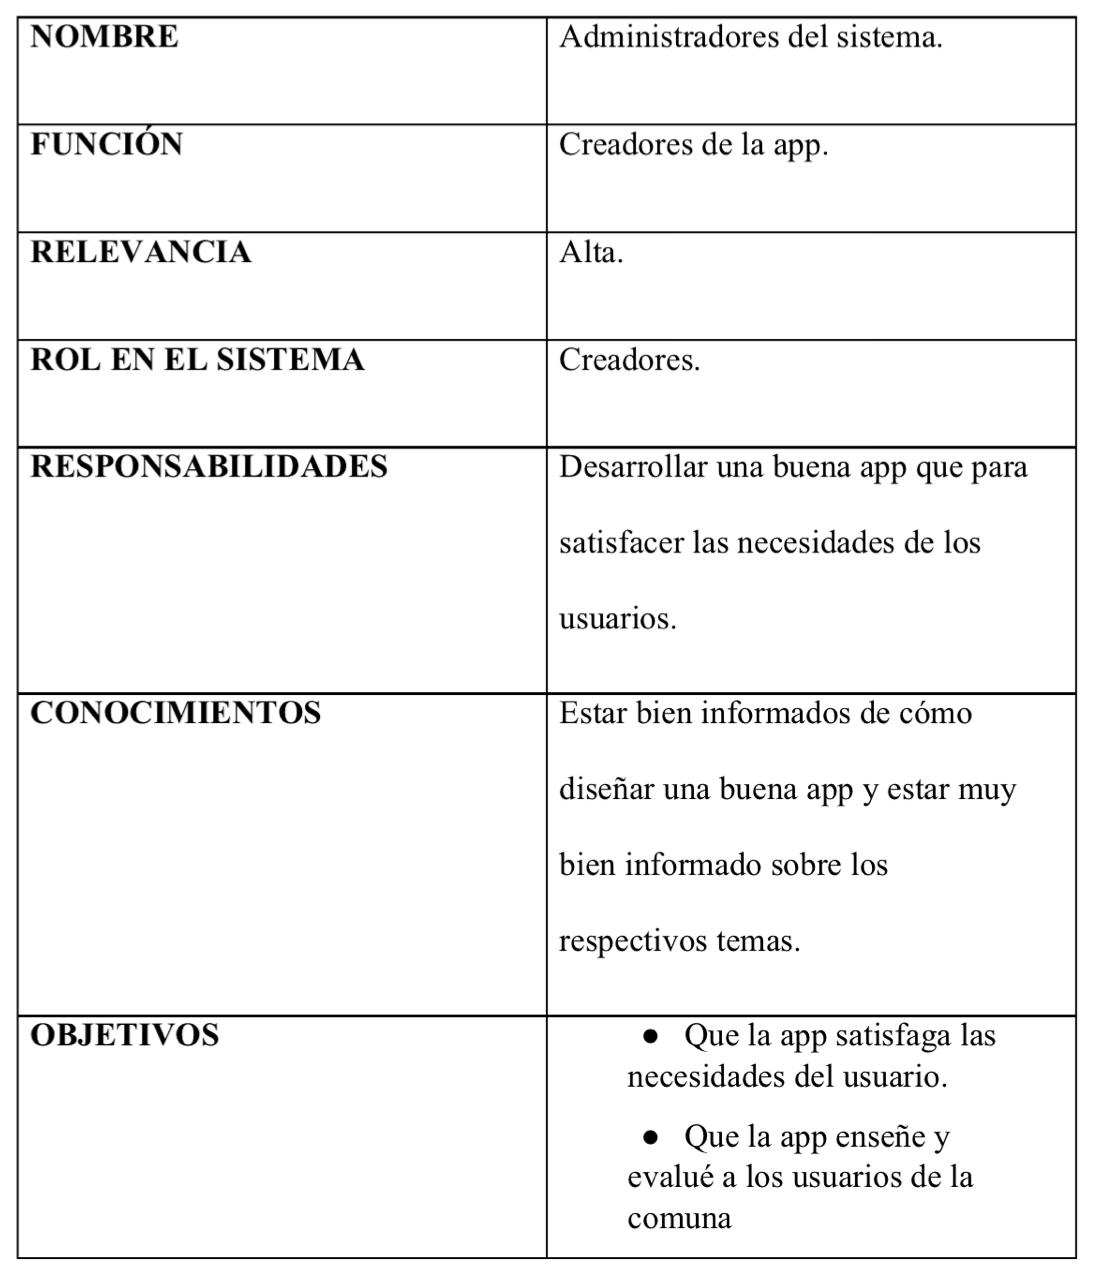 NOMBRE
Administradores del sistema.
FUNCIÓN
Creadores de la app.
RELEVANCIA
Alta.
ROL EN EL SISTEMA
Creadores.
RESPONSABILIDADES
Desarrollar una buena app que para
satisfacer las necesidades de los
usuarios.
CONOCIMIENTOS
Estar bien informados de cómo
diseñar una buena app y estar muy
bien informado sobre los
respectivos temas.
OBJETIVOS
● Que la app satisfaga las
necesidades del usuario.
● Que la app enseñe y
evalué a los usuarios de la
comuna